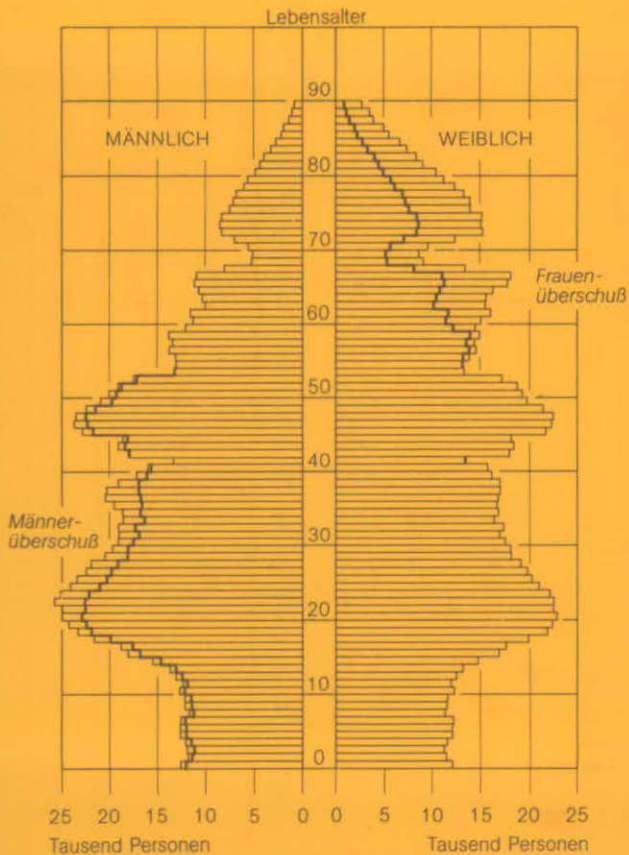 Lebensalter
90
MÄNNLICH
WEIBLICH
80
70
Frauen-
überschuß
60
50
40
Männer-
überschuß
30
20
10
0
25 20 15 10 5 0 0 5 10 15 20 25
Tausend Personen Tausend Personen